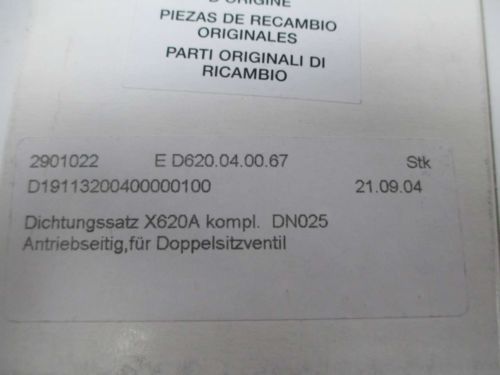 D'ORIGINE
PIEZAS DE RECAMBIO
ORIGINALES
PARTI ORIGINALI DI
RICAMBIO
2901022 E D620.04.00.67 Stk
D19113200400000100 21.09.04
Dichtungssatz X620A kompl. DN025
Antriebseitig,für Doppelsitzventil